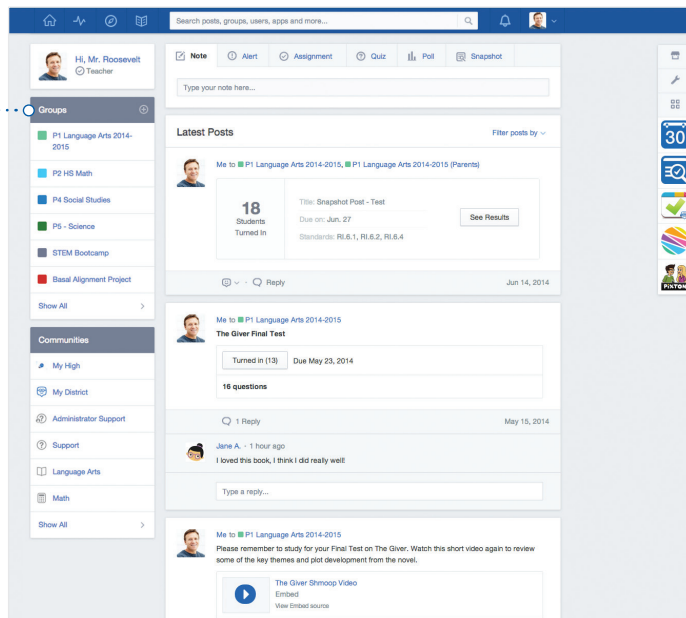 Search posts, groups, users, apps and more...
Hi, Mr. Roosevelt
Teacher
Groups
P1 Language Arts 2014-
2015
P2 HS Math
P4 Social Studies
P5 - Science
STEM Bootcamp
Basal Alignment Project
Show All
Communities
My High
My District
Administrator Support
Support
Language Arts
Math
Show All
Note Alert Assignment Quiz Poll Snapshot
Type your note here...
Latest Posts Filter posts by
Me to P1 Language Arts 2014-2015, P1 Language Arts 2014-2015 (Parents)
18
Students
Turned In
Title: Snapshot Post - Test
Due on: Jun. 27
Standards: RI.6.1, RI.6.2, RI.6.4
See Results
Reply Jun 14, 2014
Me to P1 Language Arts 2014-2015
The Giver Final Test
Turned in (13) Due May 23, 2014
16 questions
1 Reply May 15, 2014
Jane A. - 1 hour ago
I loved this book, I think I did really well!
Type a reply...
Me to P1 Language Arts 2014-2015
Please remember to study for your Final Test on The Giver. Watch this short video again to review
some of the key themes and plot development from the novel.
The Giver Shmoop Video
Embed
View Embed source
30
PIXTON